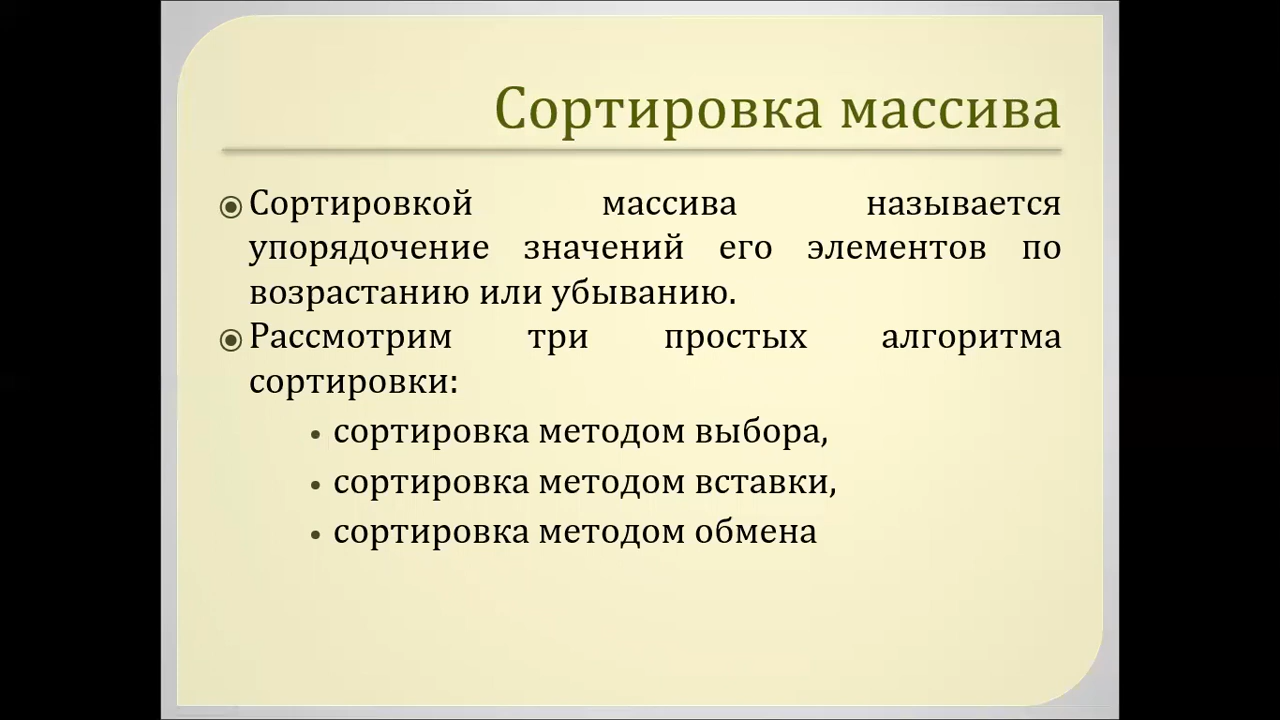 Сортировка массива
Сортировкой массива называется
упорядочение значений его элементов по
возрастанию или убыванию.
Рассмотрим три простых алгоритма
сортировки:
• сортировка методом выбора,
• сортировка методом вставки,
• сортировка методом обмена